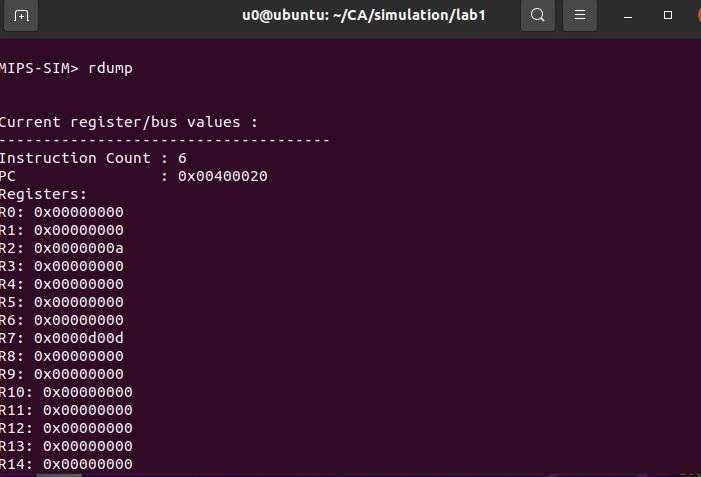 u0@ubuntu: ~/CA/simulation/lab1
MIPS-SIM> rdump
Current register/bus values :
-------------------------------------
Instruction Count : 6
PC                : 0x00400020
Registers:
R0: 0x00000000
R1: 0x00000000
R2: 0x0000000a
R3: 0x00000000
R4: 0x00000000
R5: 0x00000000
R6: 0x00000000
R7: 0x0000d00d
R8: 0x00000000
R9: 0x00000000
R10: 0x00000000
R11: 0x00000000
R12: 0x00000000
R13: 0x00000000
R14: 0x00000000